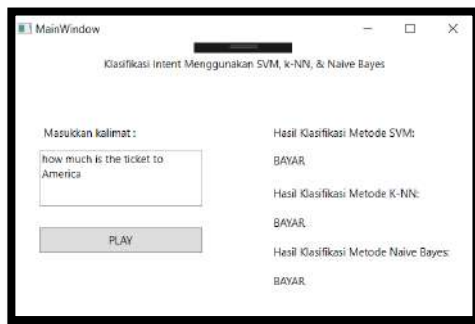 MainWindow
Klasifikasi Intent Menggunakan SVM, k-NN, & Naive Bayes
Masukkan kalimat :
how much is the ticket to
America
PLAY
Hasil Klasifikasi Metode SVM:
BAYAR
Hasil Klasifikasi Metode K-NN:
BAYAR
Hasil Klasifikasi Metode Naive Bayes:
BAYAR